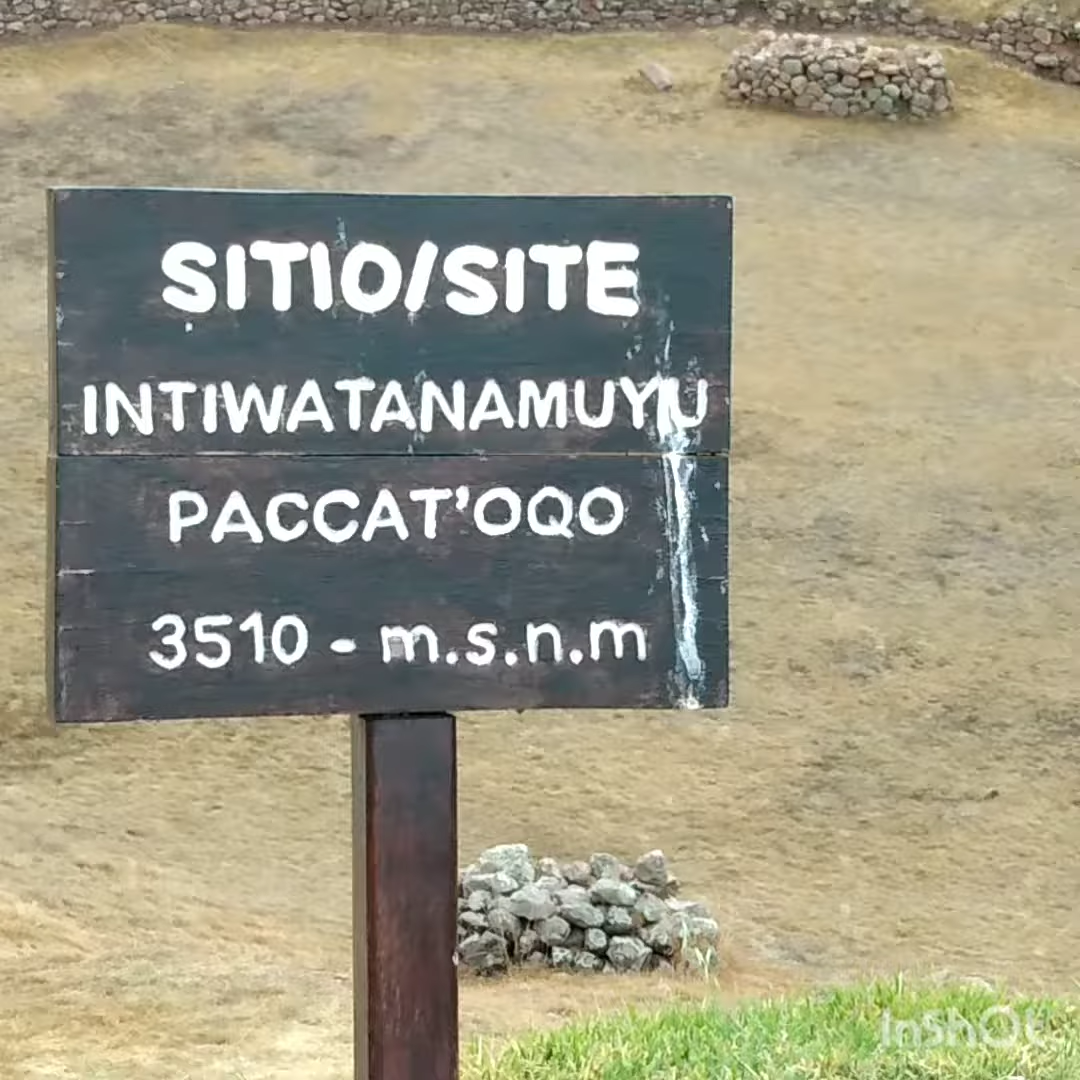 SITIO/SITE
INTIWATANAMUYU
PACCAT'OQO
3510 - m.s.n.m
InShOt